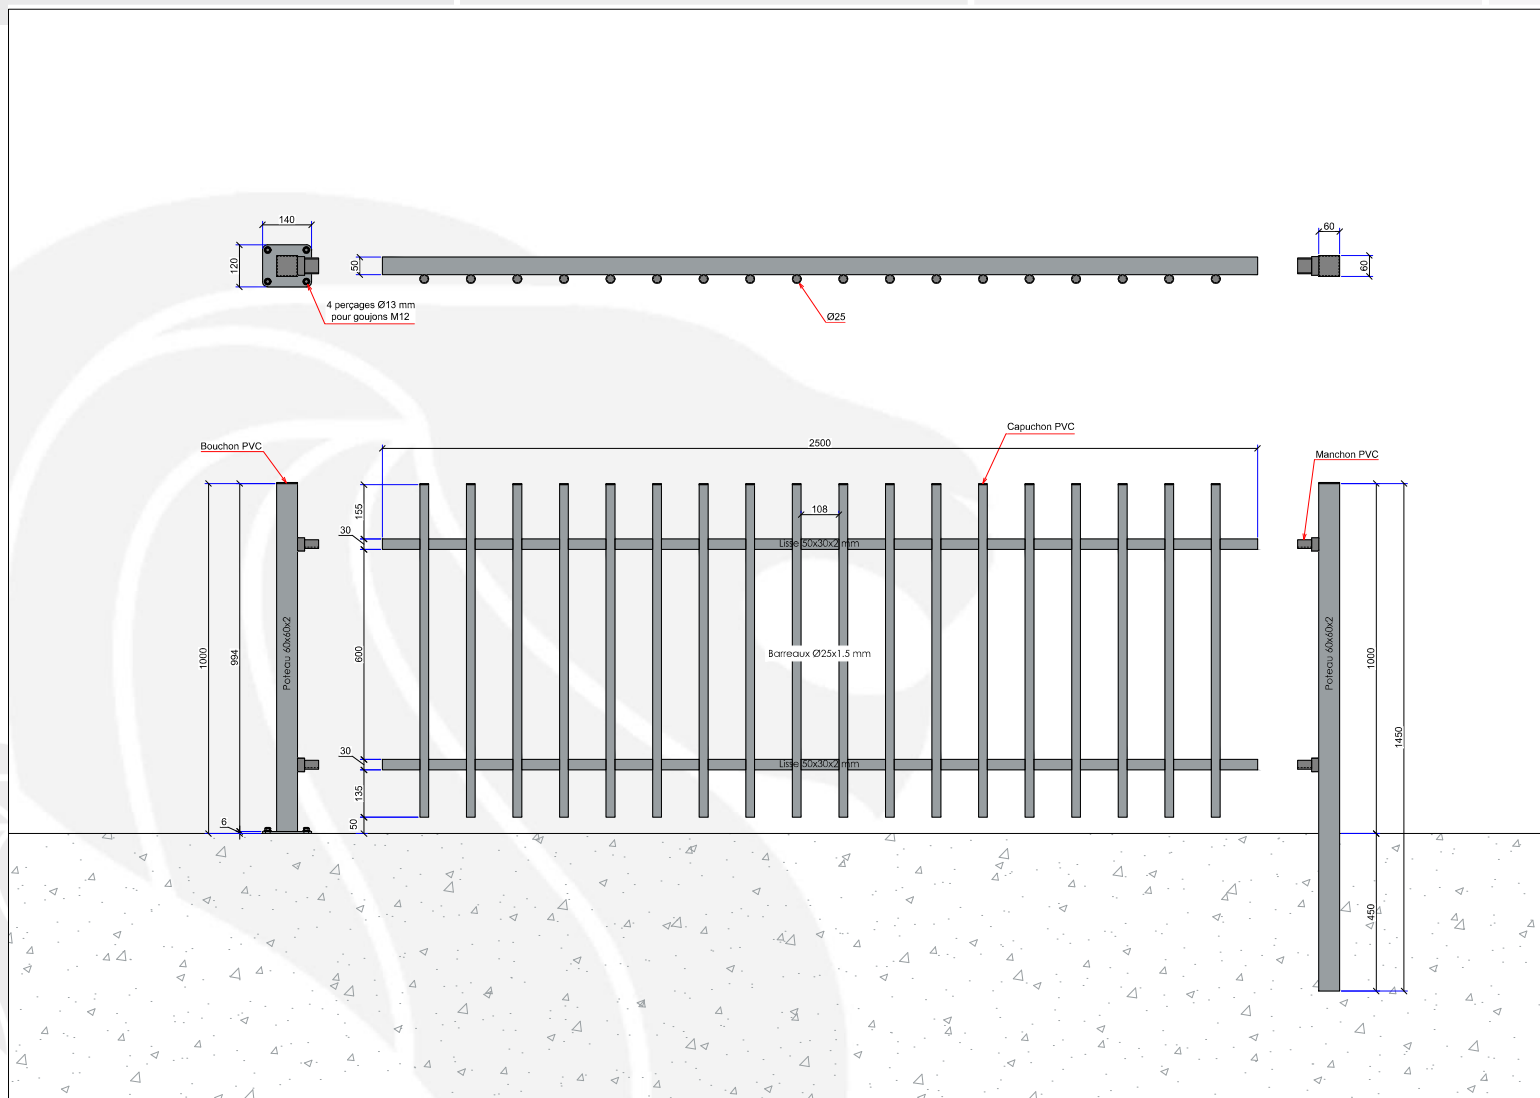 140
120
4 perçages Ø13 mm
pour goujons M12
50
Ø25
60
60
Bouchon PVC
2500
Capuchon PVC
Manchon PVC
155
108
30
Lisse 50x30x2 mm
1000
994
Poteau 60x60x2
600
Barreaux Ø25x1.5 mm
Poteau 60x60x2
1000
1450
30
Lisse 50x30x2 mm
135
6
50
450